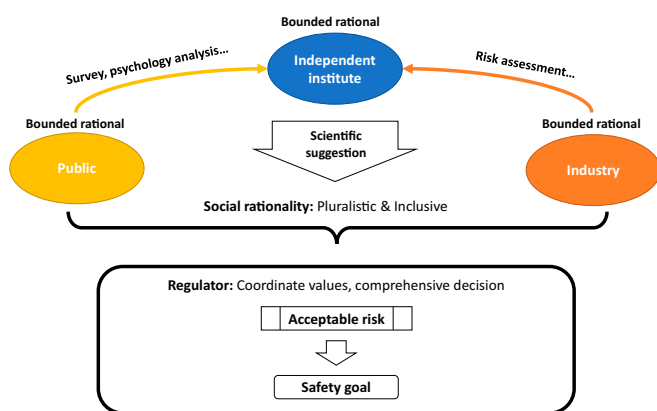 Bounded rational
Independent
institute
Survey, psychology analysis...
Risk assessment...
Bounded rational
Public
Bounded rational
Industry
Scientific
suggestion
Social rationality: Pluralistic & Inclusive
Regulator: Coordinate values, comprehensive decision
Acceptable risk
Safety goal